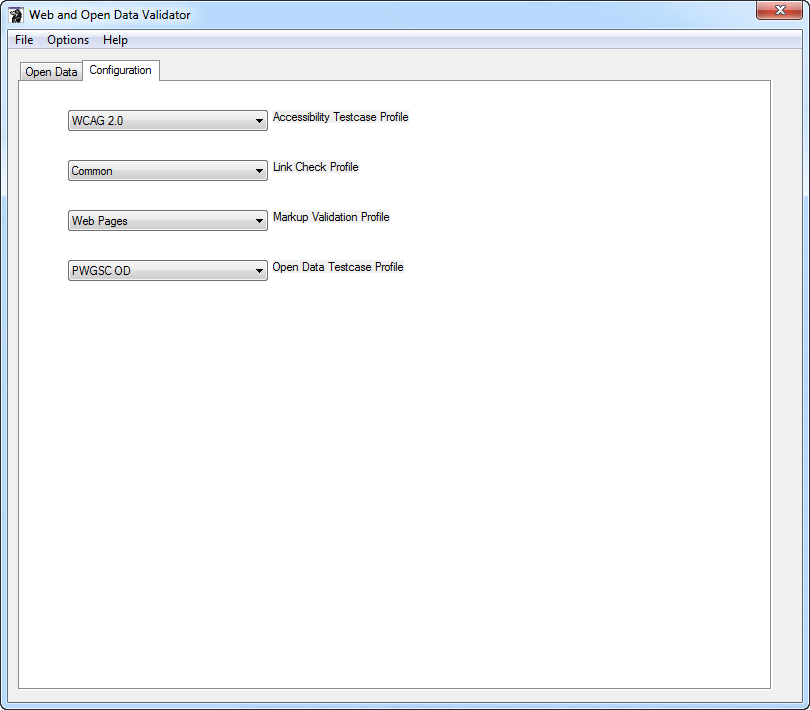 Web and Open Data Validator
File Options Help
Open Data Configuration
WCAG 2.0 Accessibility Testcase Profile
Common Link Check Profile
Web Pages Markup Validation Profile
PWGSC OD Open Data Testcase Profile